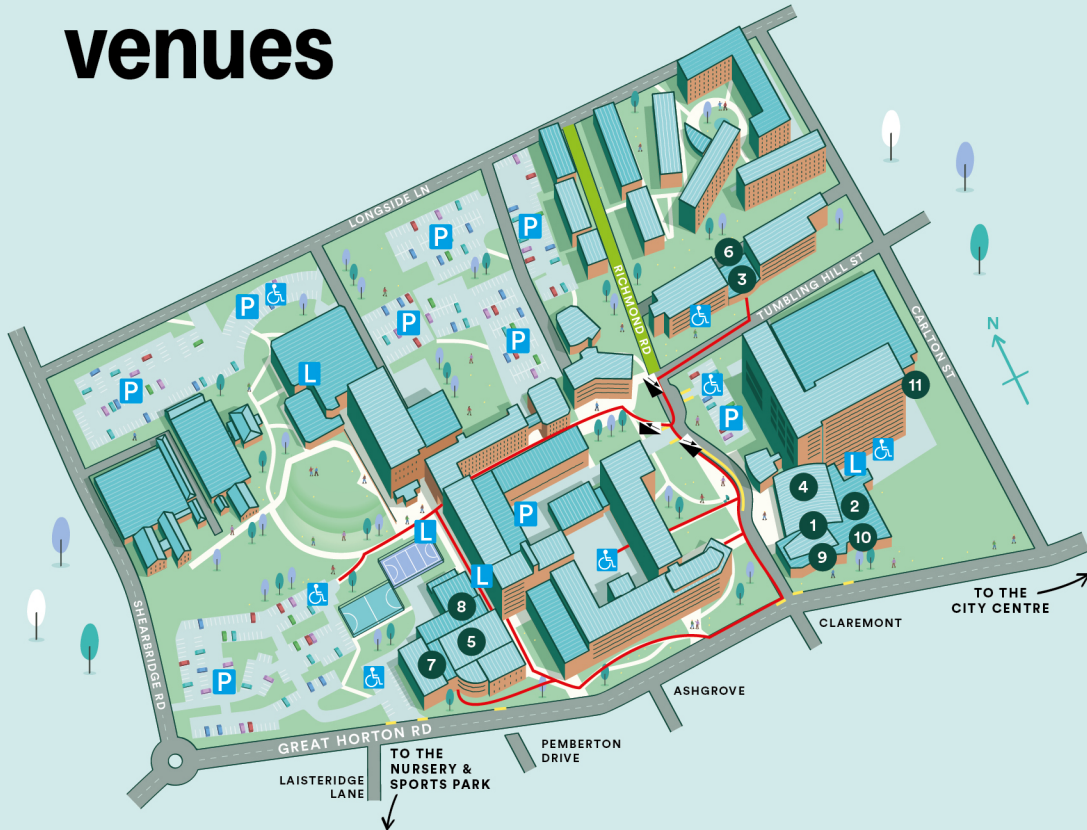 venues
LONGSIDE LN
P
P
P
P
P
P
L
RICHMOND RD
6
3
TUMBLING HILL ST
CARLTON ST
N
11
P
L
4
2
1
10
9
P
L
L
8
5
7
P
SHEARBRIDGE RD
GREAT HORTON RD
TO THE
CITY CENTRE
CLAREMONT
ASHGROVE
PEMBERTON
DRIVE
LAISTERIDGE
LANE
TO THE
NURSERY &
SPORTS PARK